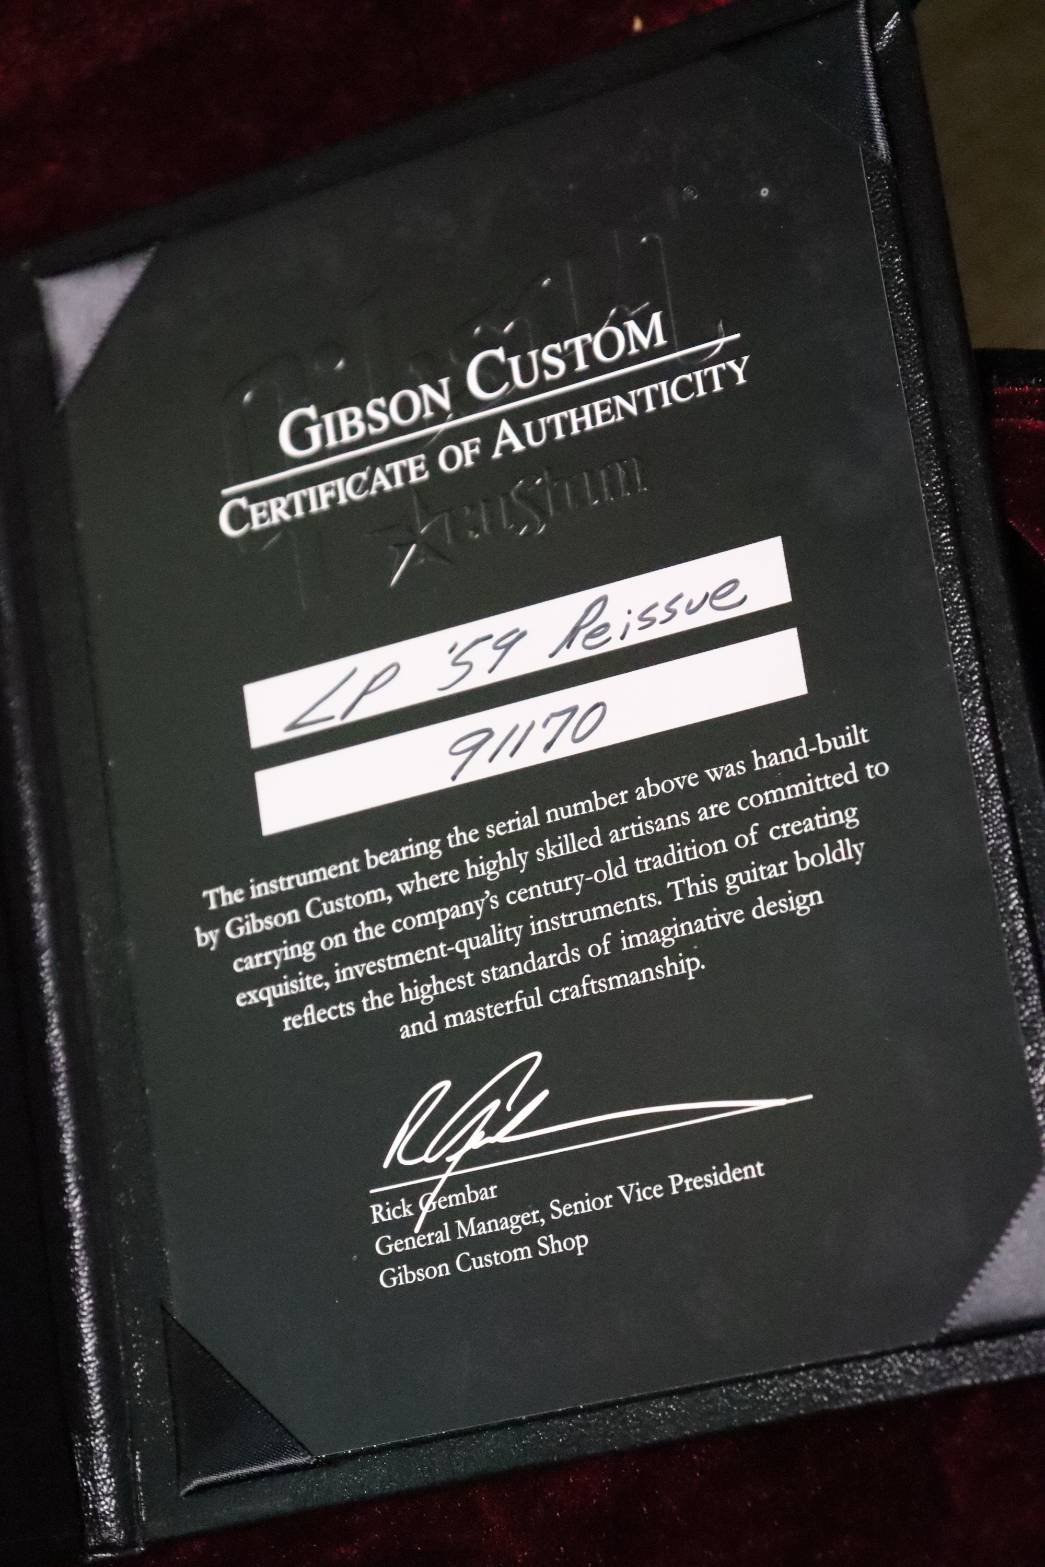 GIBSON CUSTOM
CERTIFICATE OF AUTHENTICITY
custom
LP '59 Reissue
91170
The instrument bearing the serial number above was hand-built
by Gibson Custom, where highly skilled artisans are committed to
carrying on the company's century-old tradition of creating
exquisite, investment-quality instruments. This guitar boldly
reflects the highest standards of imaginative design
and masterful craftsmanship.
Rick Gembar
General Manager, Senior Vice President
Gibson Custom Shop